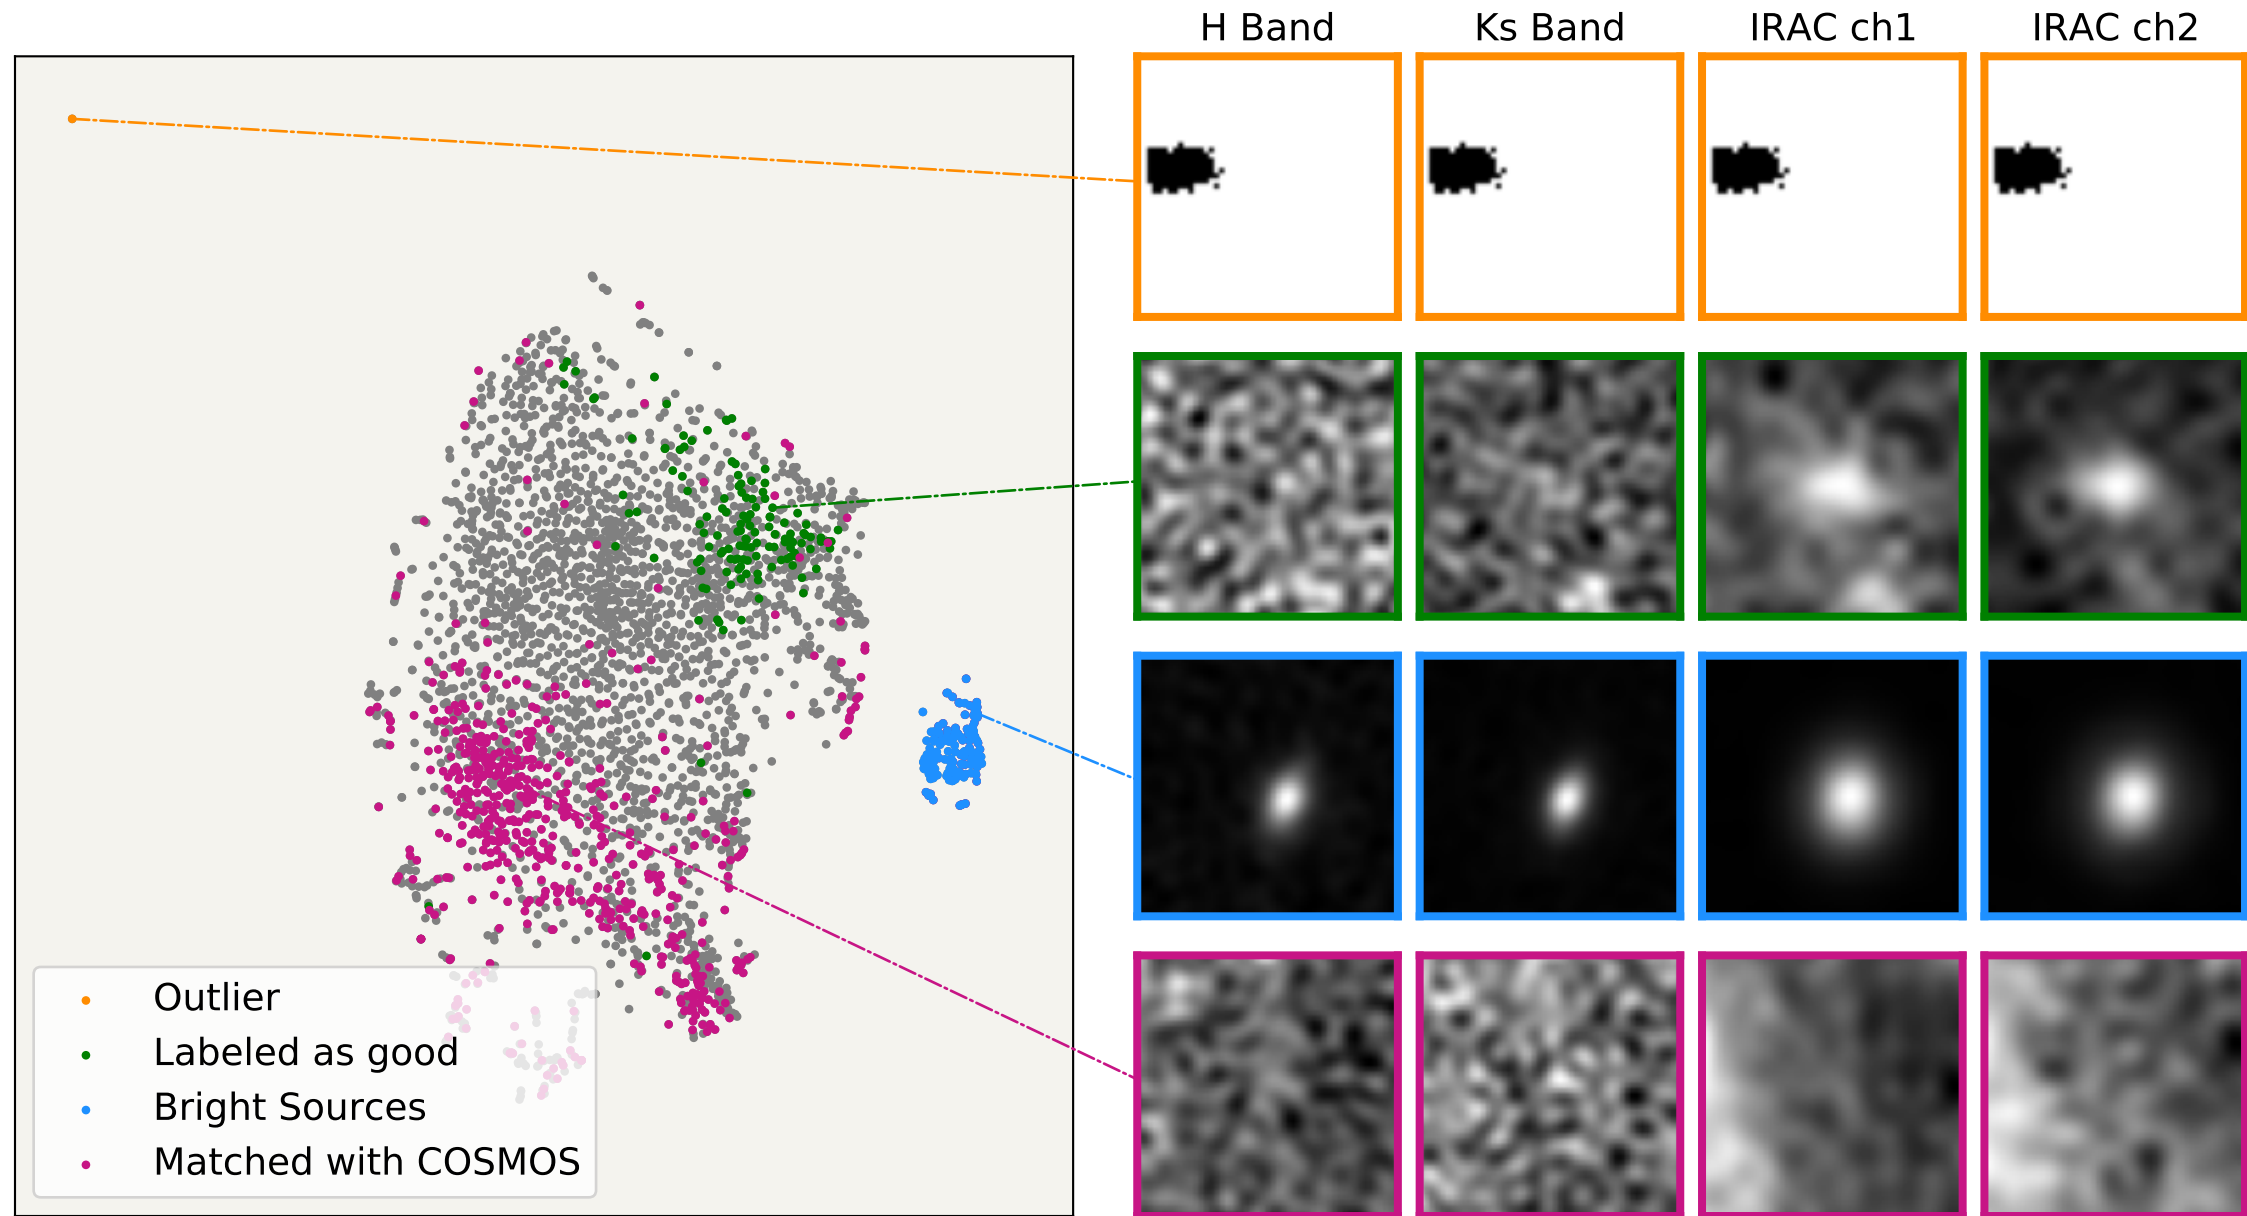 H Band
Ks Band
IRAC ch1
IRAC ch2
Outlier
Labeled as good
Bright Sources
Matched with COSMOS